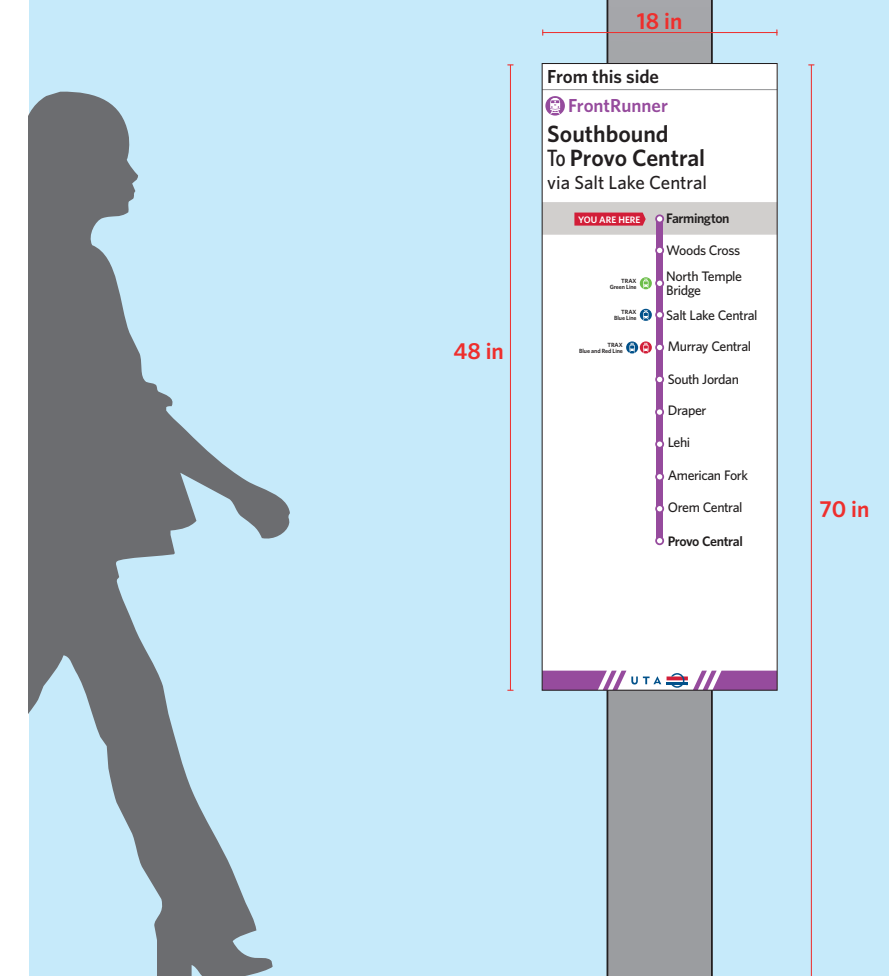 18 in
From this side
FrontRunner
Southbound
To Provo Central
via Salt Lake Central
YOU ARE HERE
Farmington
Woods Cross
TRAX
Green Line
North Temple
Bridge
TRAX
Blue Line
Salt Lake Central
TRAX
Blue and Red Line
Murray Central
48 in
South Jordan
Draper
Lehi
American Fork
Orem Central
70 in
Provo Central
UTA